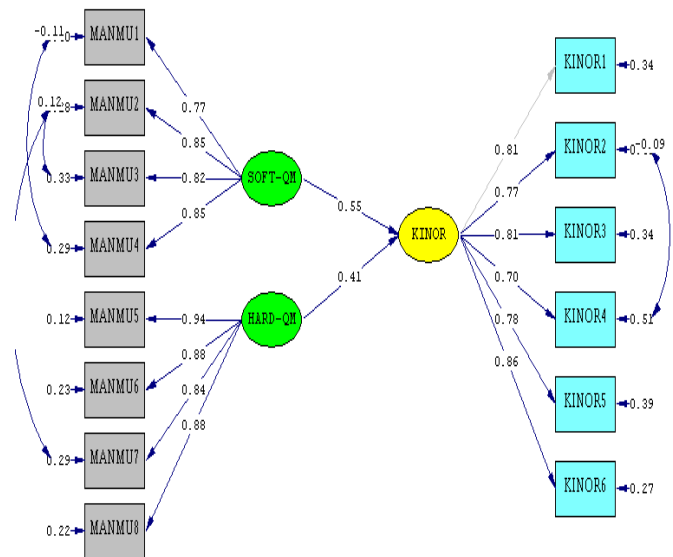 MANMU1
MANMU2
MANMU3
MANMU4
MANMU5
MANMU6
MANMU7
MANMU8
-0.11
0.12
0.33
0.29
0.12
0.23
0.29
0.22
0.77
0.85
0.82
0.85
0.94
0.88
0.84
0.88
SOFT-QM
HARD-QM
0.55
0.41
KINOR
0.81
0.77
0.81
0.70
0.78
0.86
KINOR1
KINOR2
KINOR3
KINOR4
KINOR5
KINOR6
0.34
-0.09
0.34
0.51
0.39
0.27